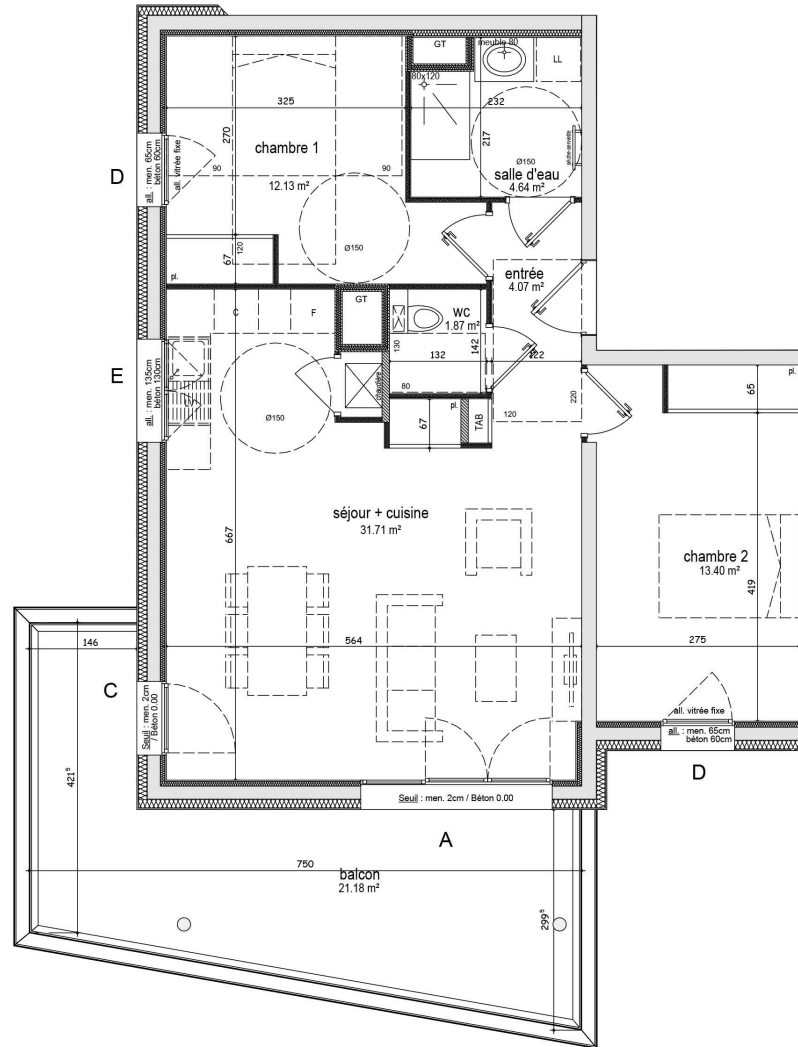 GT
meuble 80
LL
80x120
325
232
270
217
chambre 1
12.13 m²
90
90
Ø150
salle d'eau
4.64 m²
sèche-serviette
D
all. : men. 65cm
béton 60cm
all. vitrée fixe
Ø150
67
120
pl.
entrée
4.07 m²
C
F
GT
WC
1.87 m²
130
132
142
122
80
chaudière
E
all. : men. 135cm
béton 130cm
LV
Ø150
67
pl.
TAB
120
220
pl.
65
séjour + cuisine
31.71 m²
667
chambre 2
13.40 m²
419
146
564
275
C
Seuil : men. 2cm
/ Béton 0.00
all. vitrée fixe
all. : men. 65cm
béton 60cm
D
421⁵
Seuil : men. 2cm / Béton 0.00
A
750
balcon
21.18 m²
299⁵